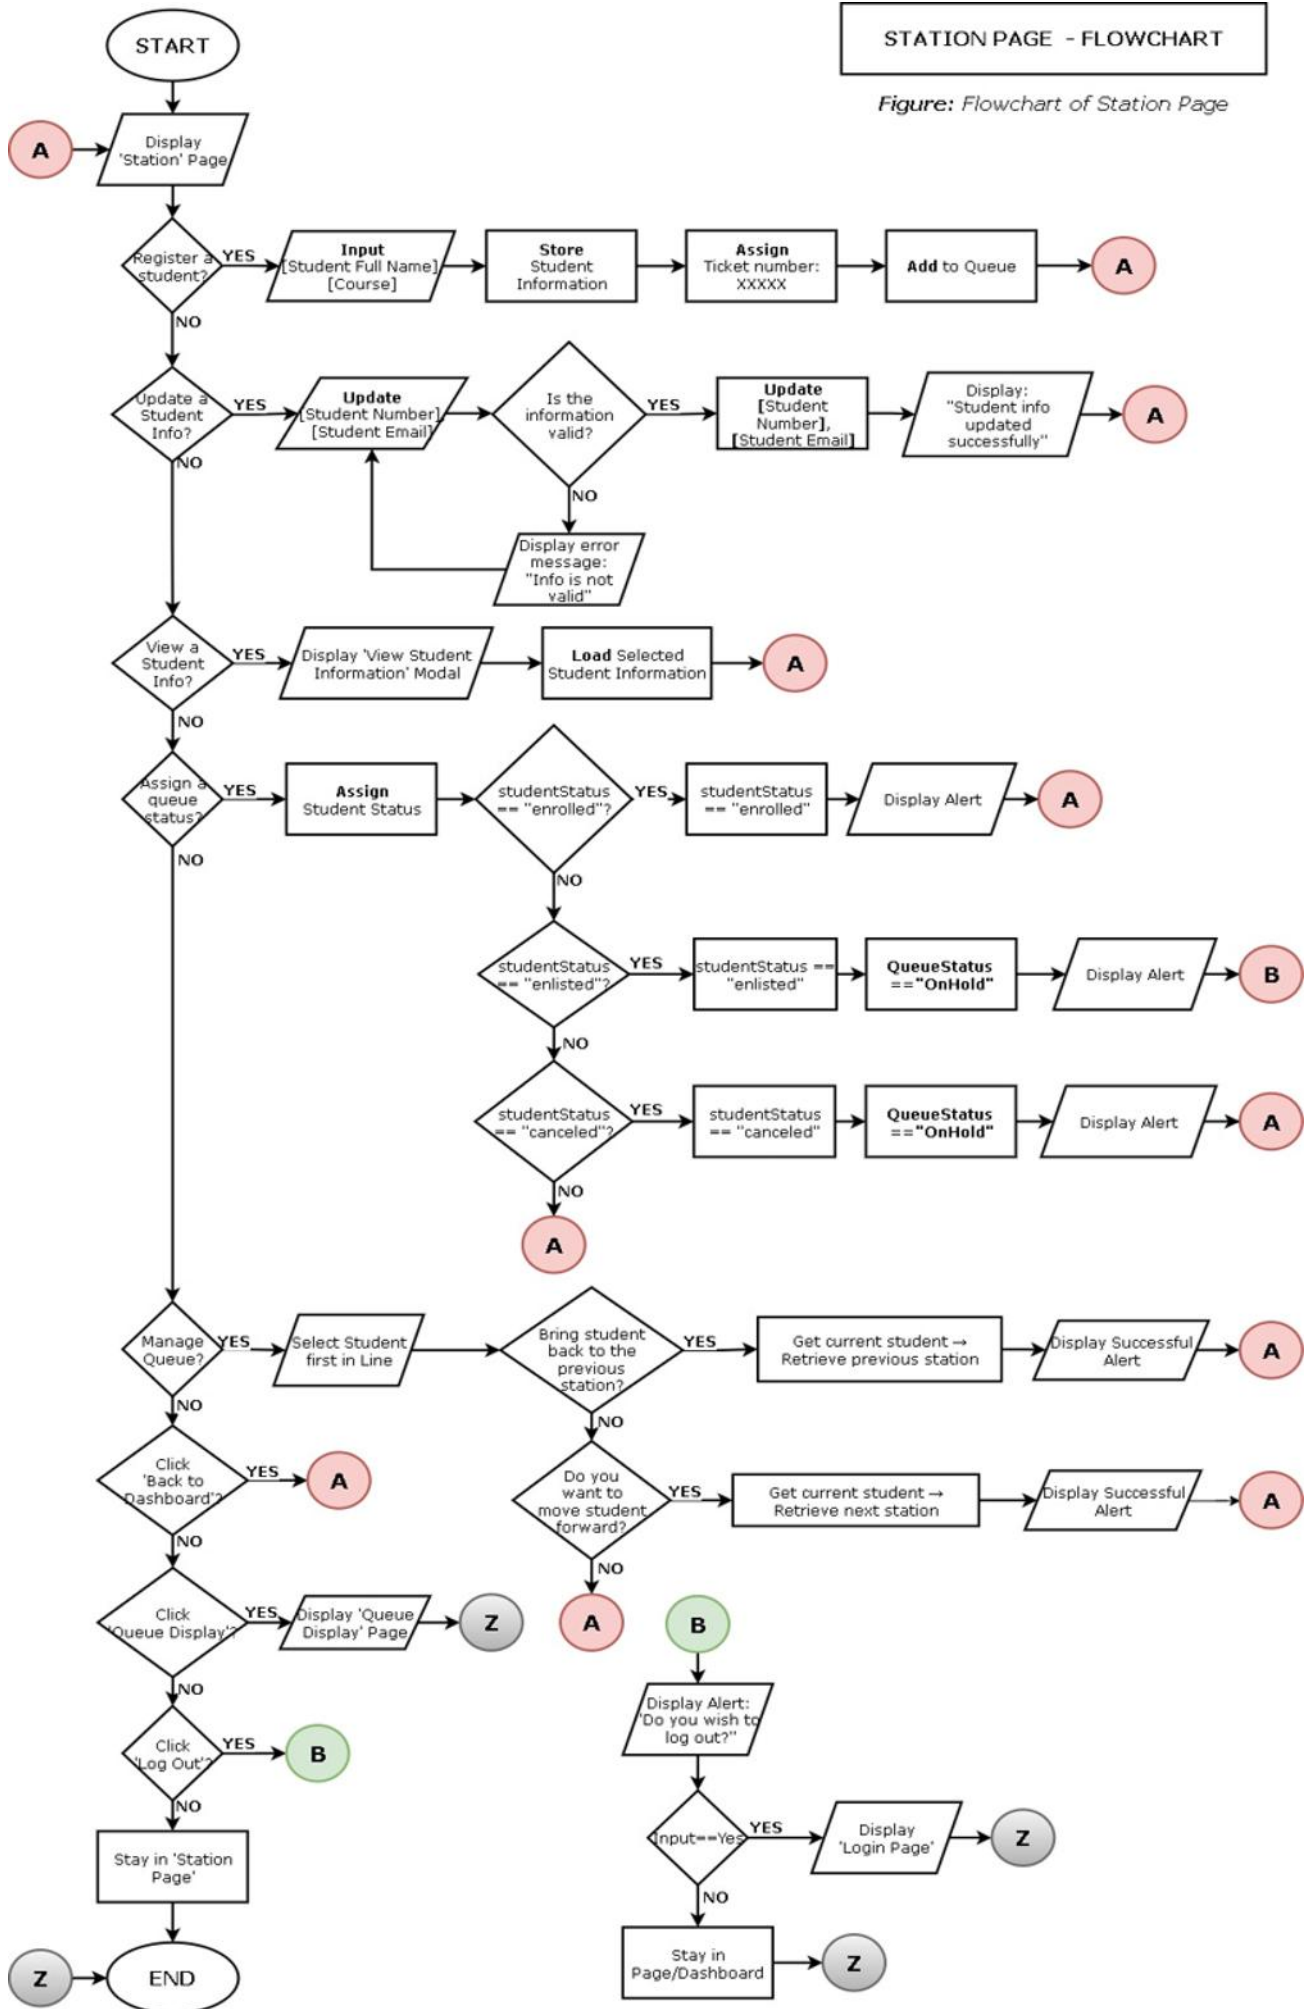 START
STATION PAGE - FLOWCHART
Figure: Flowchart of Station Page
A
Display
'Station' Page
Register a
student?
YES
Input
[Student Full Name]
[Course]
Store
Student
Information
Assign
Ticket number:
XXXXX
Add to Queue
A
NO
Update a
Student
Info?
YES
Update
[Student Number]
[Student Email]
Is the
information
valid?
YES
Update
[Student
Number],
[Student Email]
Display:
"Student info
updated
successfully"
A
NO
NO
Display error
message:
"Info is not
valid"
View a
Student
Info?
YES
Display 'View Student
Information' Modal
Load Selected
Student Information
A
NO
Assign a
queue
status?
YES
Assign
Student Status
studentStatus
== "enrolled"?
YES
studentStatus
== "enrolled"
Display Alert
A
NO
NO
studentStatus
== "enlisted"?
YES
studentStatus ==
"enlisted"
QueueStatus
=="OnHold"
Display Alert
B
NO
studentStatus
== "canceled"?
YES
studentStatus
== "canceled"
QueueStatus
=="OnHold"
Display Alert
A
NO
A
Manage
Queue?
YES
Select Student
first in Line
Bring student
back to the
previous
station?
YES
Get current student →
Retrieve previous station
Display Successful
Alert
A
NO
NO
Click
'Back to
Dashboard'?
YES
A
Do you
want to
move student
forward?
YES
Get current student →
Retrieve next station
Display Successful
Alert
A
NO
NO
A
Click
'Queue Display'?
YES
Display 'Queue
Display' Page
Z
NO
Click
'Log Out'?
YES
B
NO
Stay in 'Station
Page'
Z
END
B
Display Alert:
"Do you wish to
log out?"
Input==Yes
YES
Display
'Login Page'
Z
NO
Stay in
Page/Dashboard
Z